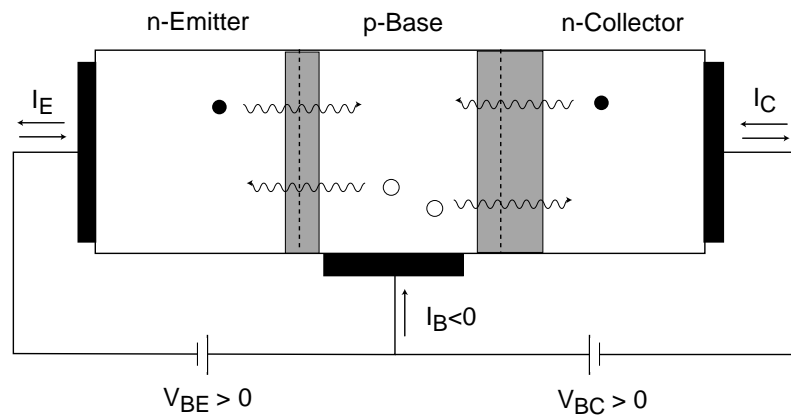 n-Emitter p-Base n-Collector
I_E I_C
I_B<0
V_BE > 0 V_BC > 0